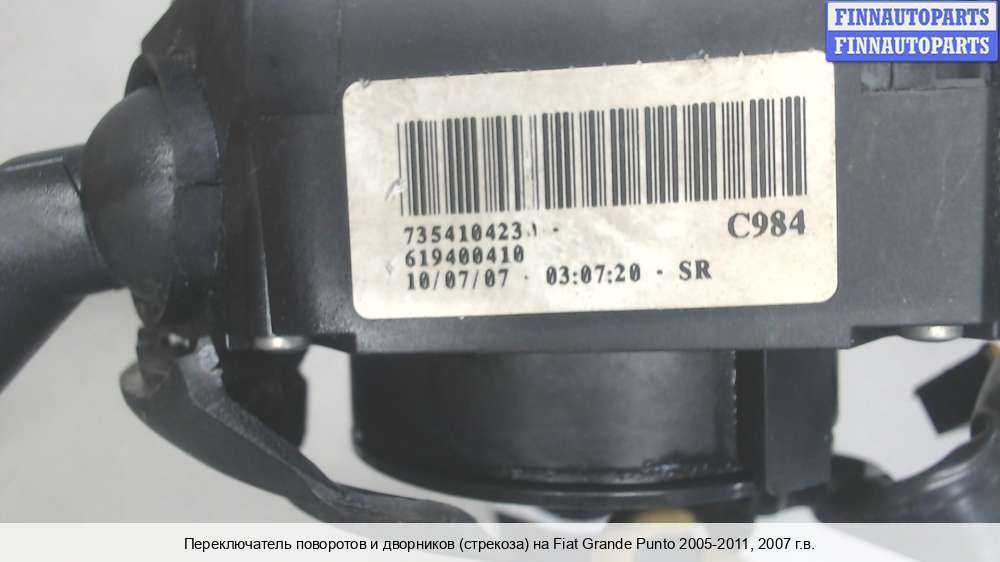 FINNAUTOPARTS
FINNAUTOPARTS
C984
619400410
10/07/07 - 03:07:20 - SR
Переключатель поворотов и дворников (стрекоза) на Fiat Grande Punto 2005-2011, 2007 г.в.